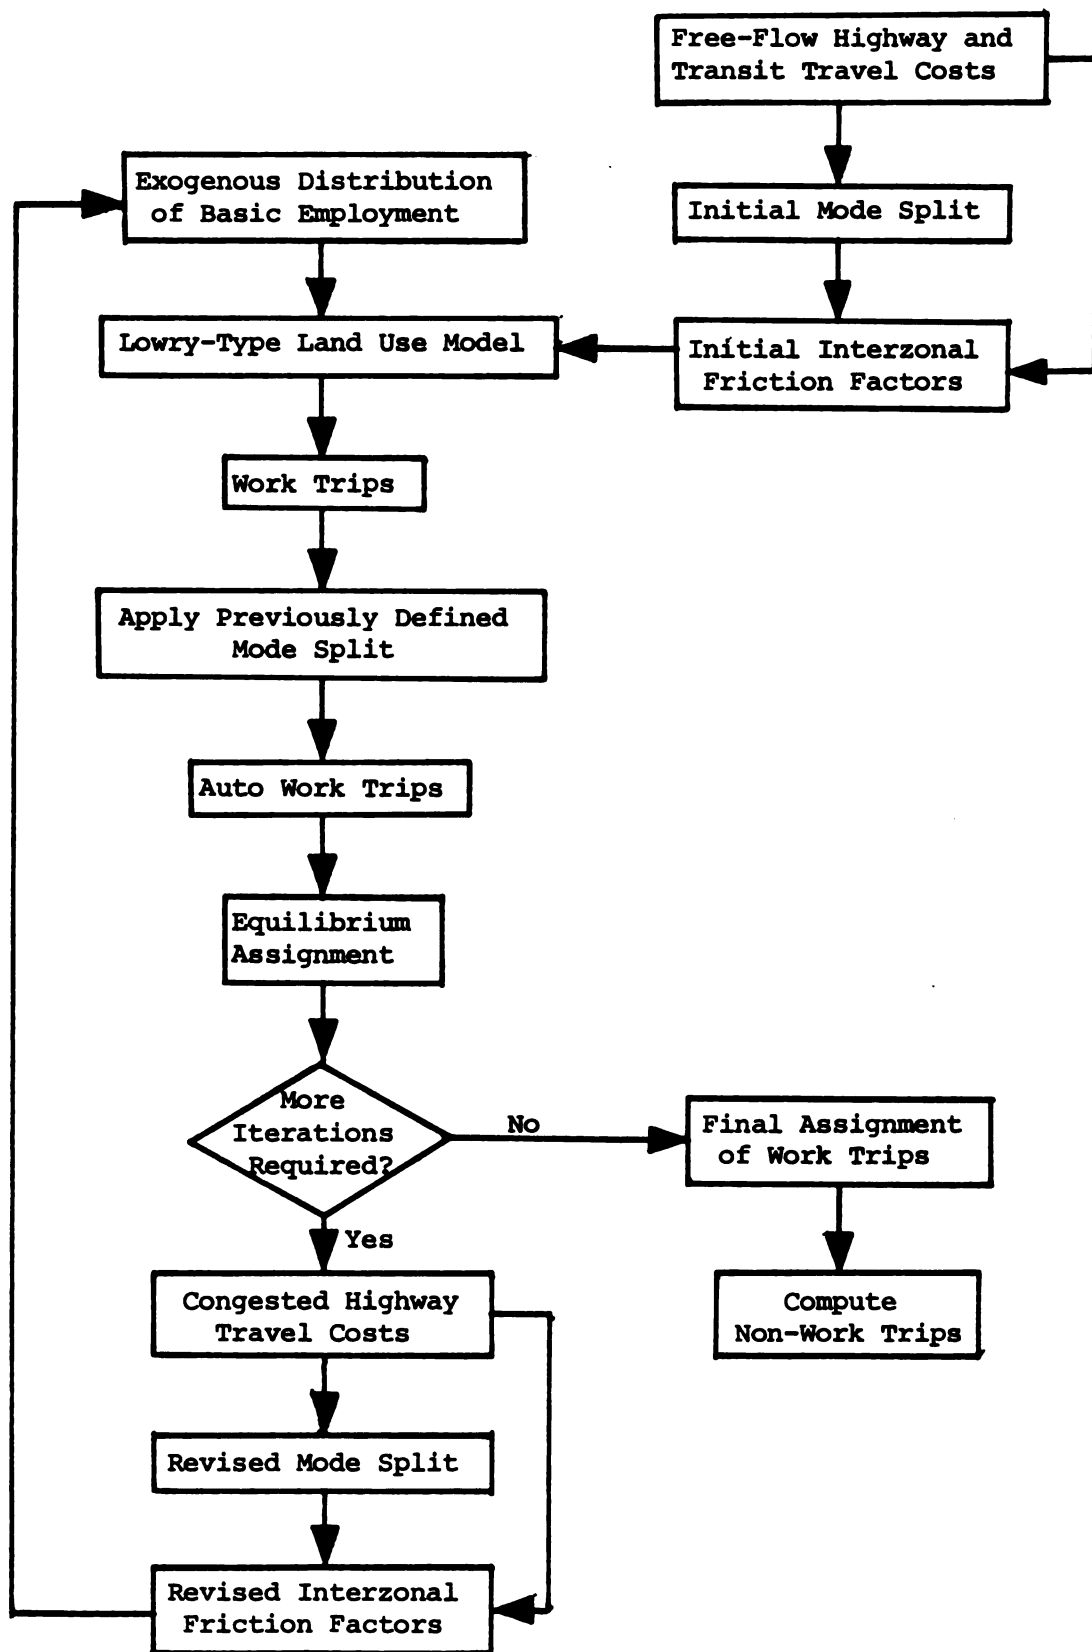 Free-Flow Highway and
Transit Travel Costs
Exogenous Distribution
of Basic Employment
Initial Mode Split
Lowry-Type Land Use Model
Initial Interzonal
Friction Factors
Work Trips
Apply Previously Defined
Mode Split
Auto Work Trips
Equilibrium
Assignment
More
Iterations
Required?
No
Final Assignment
of Work Trips
Yes
Congested Highway
Travel Costs
Compute
Non-Work Trips
Revised Mode Split
Revised Interzonal
Friction Factors